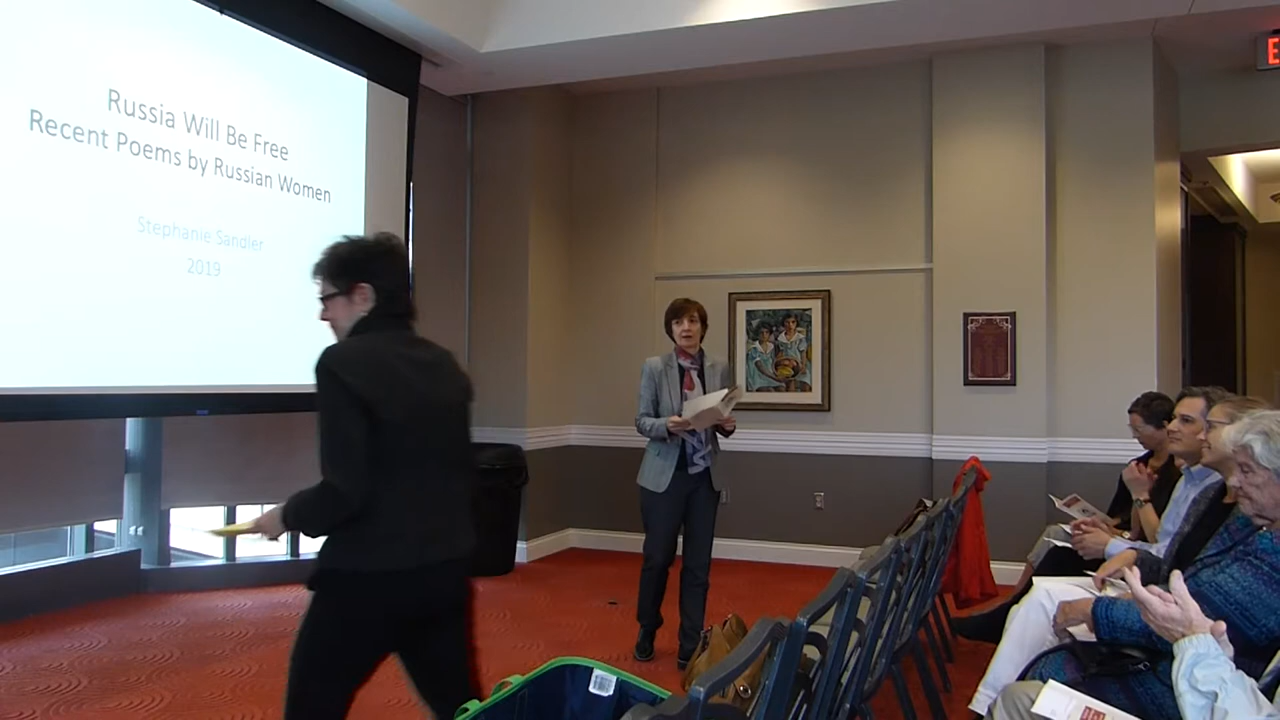 Russia Will Be Free
Recent Poems by Russian Women
Stephanie Sandler
2019
E